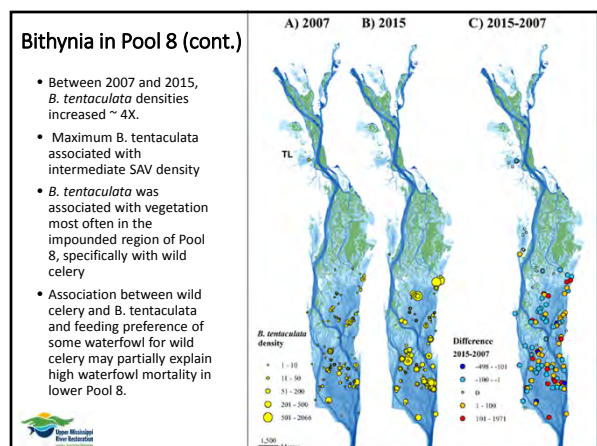 Bithynia in Pool 8 (cont.)
• Between 2007 and 2015,
B. tentaculata densities
increased ~ 4X.
• Maximum B. tentaculata
associated with
intermediate SAV density
• B. tentaculata was
associated with vegetation
most often in the
impounded region of Pool
8, specifically with wild
celery
• Association between wild
celery and B. tentaculata
and feeding preference of
some waterfowl for wild
celery may partially explain
high waterfowl mortality in
lower Pool 8.
Upper Mississippi
River Restoration
A) 2007
B) 2015
C) 2015-2007
TL
B. tentaculata
density
1 - 10
11 - 50
51 - 200
201 - 500
501 - 2066
Difference
2015-2007
-498 - -101
-100 - -1
0
1 - 100
101 - 1971
1,500